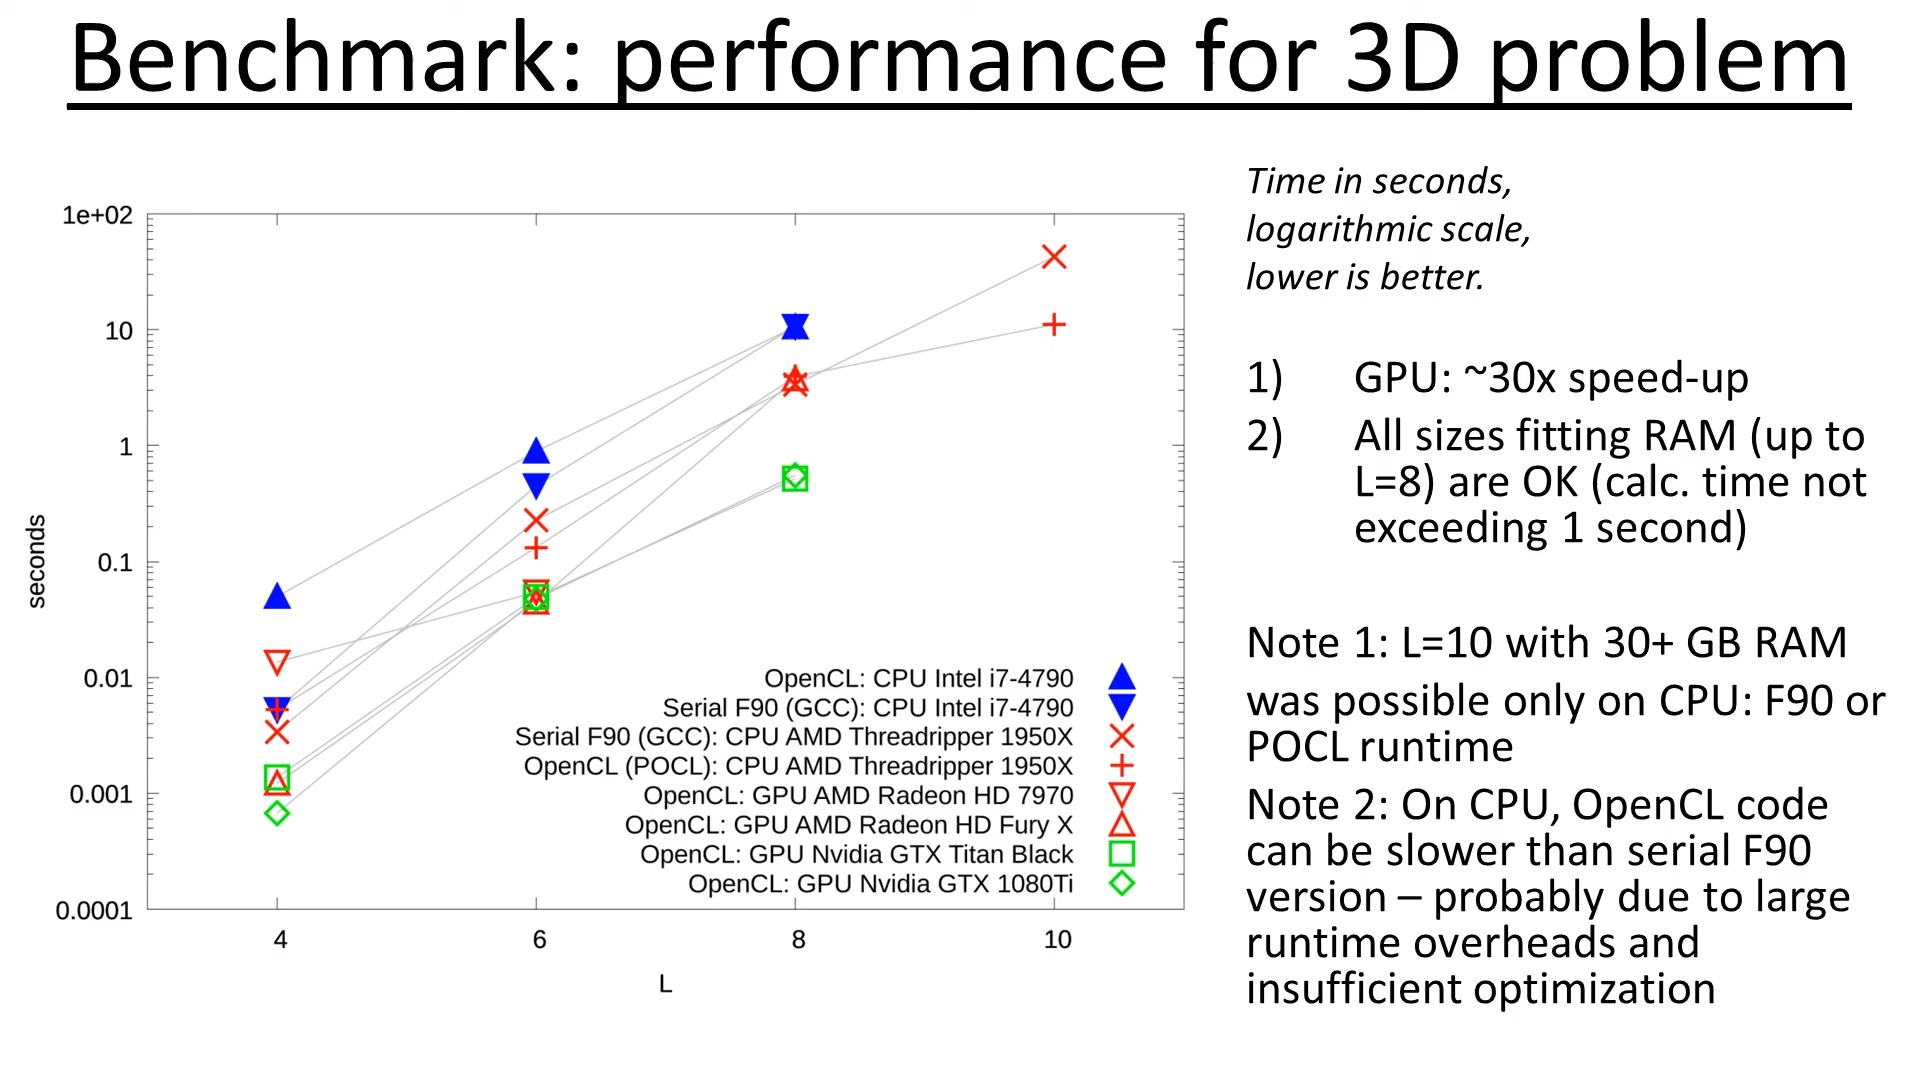 Benchmark: performance for 3D problem
Time in seconds,
logarithmic scale,
lower is better.
1) GPU: ~30x speed-up
2) All sizes fitting RAM (up to
L=8) are OK (calc. time not
exceeding 1 second)
Note 1: L=10 with 30+ GB RAM
was possible only on CPU: F90 or
POCL runtime
Note 2: On CPU, OpenCL code
can be slower than serial F90
version – probably due to large
runtime overheads and
insufficient optimization
1e+02
10
1
0.1
0.01
0.001
0.0001
seconds
4 6 8 10
L
OpenCL: CPU Intel i7-4790
Serial F90 (GCC): CPU Intel i7-4790
Serial F90 (GCC): CPU AMD Threadripper 1950X
OpenCL (POCL): CPU AMD Threadripper 1950X
OpenCL: GPU AMD Radeon HD 7970
OpenCL: GPU AMD Radeon HD Fury X
OpenCL: GPU Nvidia GTX Titan Black
OpenCL: GPU Nvidia GTX 1080Ti